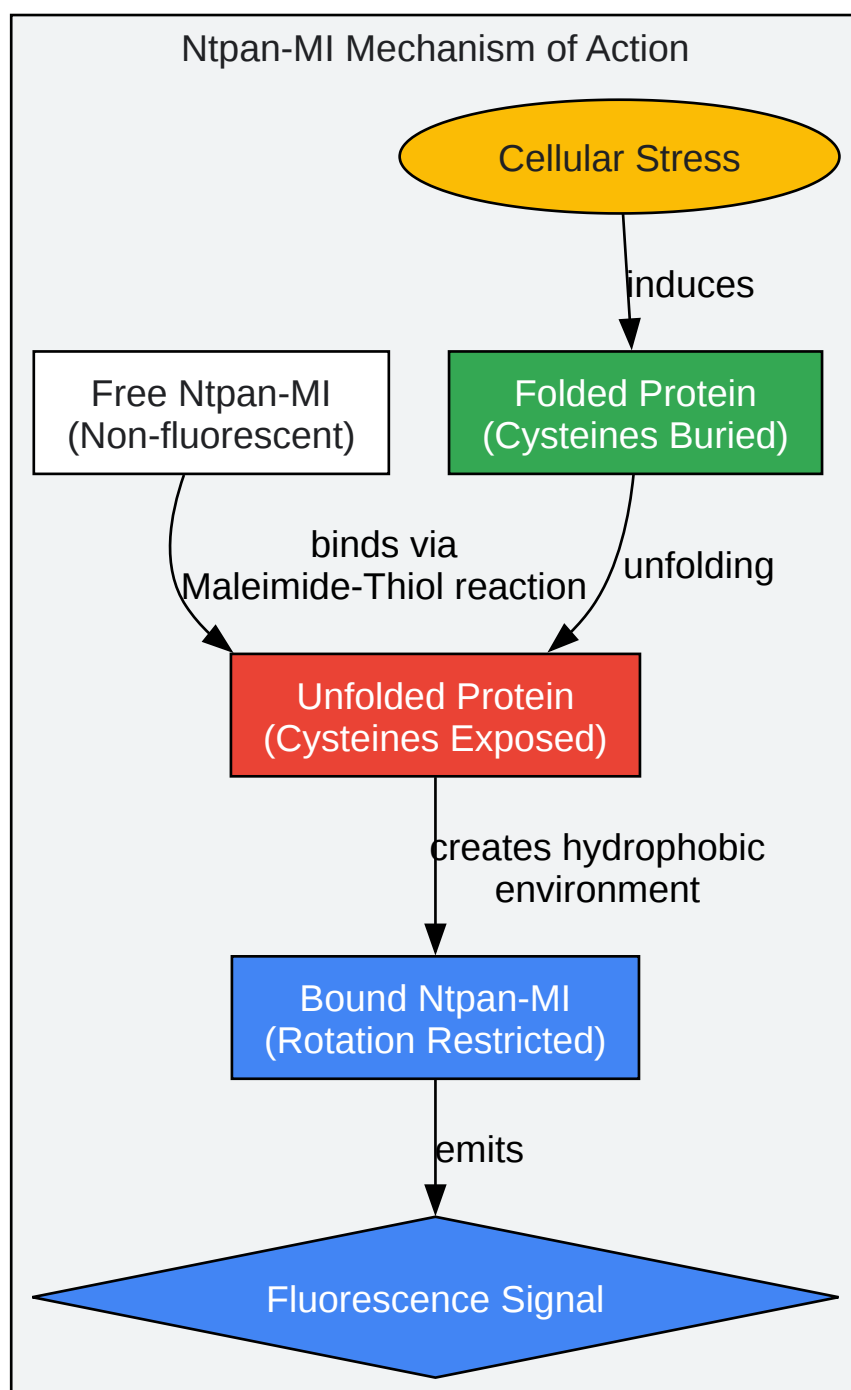 Ntpan-MI Mechanism of Action
Cellular Stress
induces
Free Ntpan-MI
(Non-fluorescent)
Folded Protein
(Cysteines Buried)
binds via
Maleimide-Thiol reaction
unfolding
Unfolded Protein
(Cysteines Exposed)
creates hydrophobic
environment
Bound Ntpan-MI
(Rotation Restricted)
emits
Fluorescence Signal